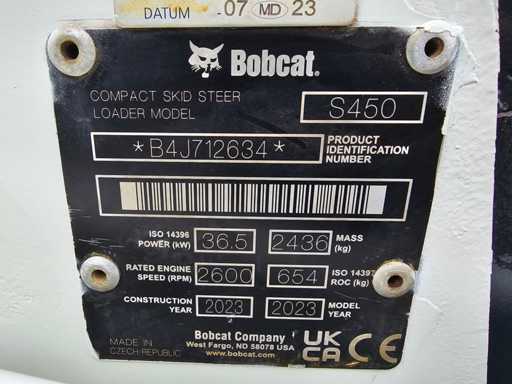 DATUM .07 MD 23
Bobcat.
COMPACT SKID STEER
LOADER MODEL
S450
*B4J712634*
PRODUCT
IDENTIFICATION
NUMBER
ISO 14396
POWER (kW)
36.5
2436
MASS
(kg)
RATED ENGINE
SPEED (RPM)
2600
654
ISO 14397
ROC (kg)
CONSTRUCTION
YEAR
2023
2023
MODEL
YEAR
MADE IN
CZECH REPUBLIC
Bobcat Company
West Fargo, ND 58078 USA
www.bobcat.com
UK
CA
CE